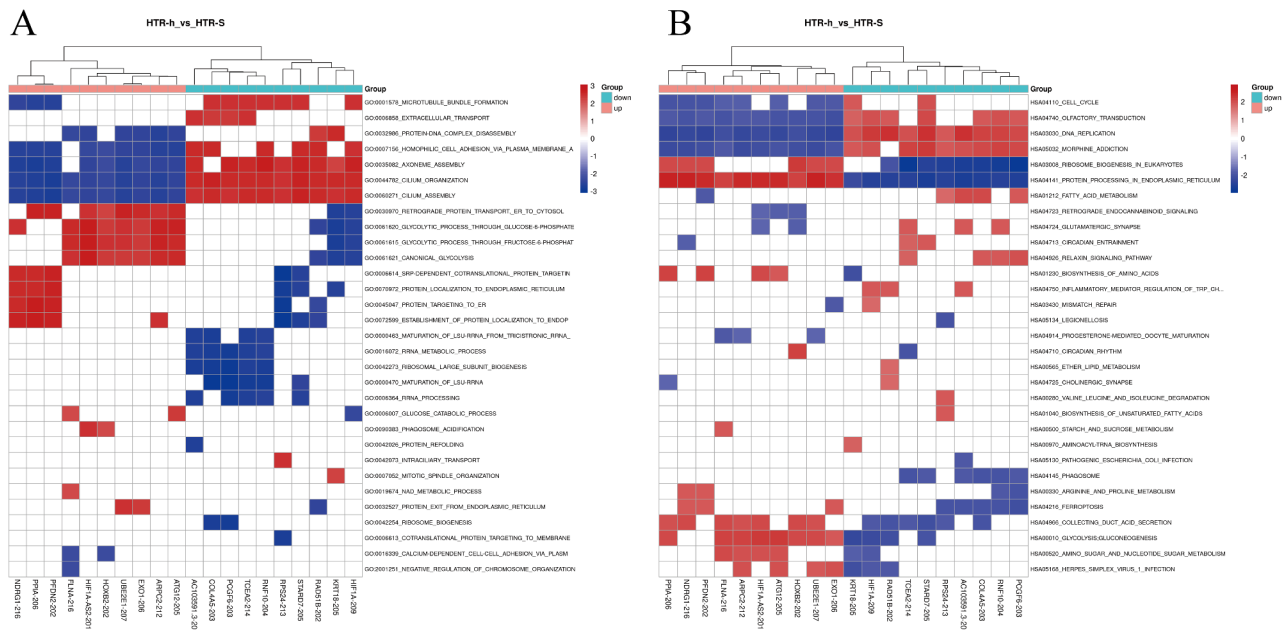 A
HTR-h_vs_HTR-S
Group
GO:0001578_MICROTUBULE_BUNDLE_FORMATION
GO:0006858_EXTRACELLULAR_TRANSPORT
GO:0032986_PROTEIN-DNA_COMPLEX_DISASSEMBLY
GO:0007156_HOMOPHILIC_CELL_ADHESION_VIA_PLASMA_MEMBRANE_A
GO:0035082_AXONEME_ASSEMBLY
GO:0044782_CILIUM_ORGANIZATION
GO:0060271_CILIUM_ASSEMBLY
GO:0030970_RETROGRADE_PROTEIN_TRANSPORT_ER_TO_CYTOSOL
GO:0061620_GLYCOLYTIC_PROCESS_THROUGH_GLUCOSE-6-PHOSPHATE
GO:0061615_GLYCOLYTIC_PROCESS_THROUGH_FRUCTOSE-6-PHOSPHAT
GO:0061621_CANONICAL_GLYCOLYSIS
GO:0006614_SRP-DEPENDENT_COTRANSLATIONAL_PROTEIN_TARGETIN
GO:0070972_PROTEIN_LOCALIZATION_TO_ENDOPLASMIC_RETICULUM
GO:0045047_PROTEIN_TARGETING_TO_ER
GO:0072599_ESTABLISHMENT_OF_PROTEIN_LOCALIZATION_TO_ENDOP
GO:0000463_MATURATION_OF_LSU-RRNA_FROM_TRICISTRONIC_RRNA_
GO:0016072_RRNA_METABOLIC_PROCESS
GO:0042273_RIBOSOMAL_LARGE_SUBUNIT_BIOGENESIS
GO:0000470_MATURATION_OF_LSU-RRNA
GO:0006364_RRNA_PROCESSING
GO:0006007_GLUCOSE_CATABOLIC_PROCESS
GO:0090383_PHAGOSOME_ACIDIFICATION
GO:0042026_PROTEIN_REFOLDING
GO:0042073_INTRACILIARY_TRANSPORT
GO:0007052_MITOTIC_SPINDLE_ORGANIZATION
GO:0019674_NAD_METABOLIC_PROCESS
GO:0032527_PROTEIN_EXIT_FROM_ENDOPLASMIC_RETICULUM
GO:0042254_RIBOSOME_BIOGENESIS
GO:0006613_COTRANSLATIONAL_PROTEIN_TARGETING_TO_MEMBRANE
GO:0016339_CALCIUM-DEPENDENT_CELL-CELL_ADHESION_VIA_PLASM
GO:2001251_NEGATIVE_REGULATION_OF_CHROMOSOME_ORGANIZATION
NDRG1-216
PPIA-206
PFDN2-202
FLNA-216
HIF1A-AS2-201
HOXB2-202
UBE2E1-207
EXO1-206
ARPC2-212
ATG12-205
AC103591.3-20
COL4A5-203
PCGF6-203
TCEA2-214
RNF10-204
RPS24-213
STARD7-205
RAD51B-202
KRT18-205
HIF1A-209
3
2
1
0
-1
-2
-3
Group
down
up
B
HTR-h_vs_HTR-S
Group
HSA04110_CELL_CYCLE
HSA04740_OLFACTORY_TRANSDUCTION
HSA03030_DNA_REPLICATION
HSA05032_MORPHINE_ADDICTION
HSA03008_RIBOSOME_BIOGENESIS_IN_EUKARYOTES
HSA04141_PROTEIN_PROCESSING_IN_ENDOPLASMIC_RETICULUM
HSA01212_FATTY_ACID_METABOLISM
HSA04723_RETROGRADE_ENDOCANNABINOID_SIGNALING
HSA04724_GLUTAMATERGIC_SYNAPSE
HSA04713_CIRCADIAN_ENTRAINMENT
HSA04926_RELAXIN_SIGNALING_PATHWAY
HSA01230_BIOSYNTHESIS_OF_AMINO_ACIDS
HSA04750_INFLAMMATORY_MEDIATOR_REGULATION_OF_TRP_CH...
HSA03430_MISMATCH_REPAIR
HSA05134_LEGIONELLOSIS
HSA04914_PROGESTERONE-MEDIATED_OOCYTE_MATURATION
HSA04710_CIRCADIAN_RHYTHM
HSA00565_ETHER_LIPID_METABOLISM
HSA04725_CHOLINERGIC_SYNAPSE
HSA00280_VALINE_LEUCINE_AND_ISOLEUCINE_DEGRADATION
HSA01040_BIOSYNTHESIS_OF_UNSATURATED_FATTY_ACIDS
HSA00500_STARCH_AND_SUCROSE_METABOLISM
HSA00970_AMINOACYL-TRNA_BIOSYNTHESIS
HSA05130_PATHOGENIC_ESCHERICHIA_COLI_INFECTION
HSA04145_PHAGOSOME
HSA00330_ARGININE_AND_PROLINE_METABOLISM
HSA04216_FERROPTOSIS
HSA04966_COLLECTING_DUCT_ACID_SECRETION
HSA00010_GLYCOLYSIS;GLUCONEOGENESIS
HSA00520_AMINO_SUGAR_AND_NUCLEOTIDE_SUGAR_METABOLISM
HSA05168_HERPES_SIMPLEX_VIRUS_1_INFECTION
PPIA-206
NDRG1-216
PFDN2-202
FLNA-216
ARPC2-212
HIF1A-AS2-201
ATG12-205
HOXB2-202
UBE2E1-207
EXO1-206
KRT18-205
HIF1A-209
RAD51B-202
TCEA2-214
STARD7-205
RPS24-213
AC103591.3-20
COL4A5-203
RNF10-204
PCGF6-203
2
1
0
-1
-2
Group
down
up